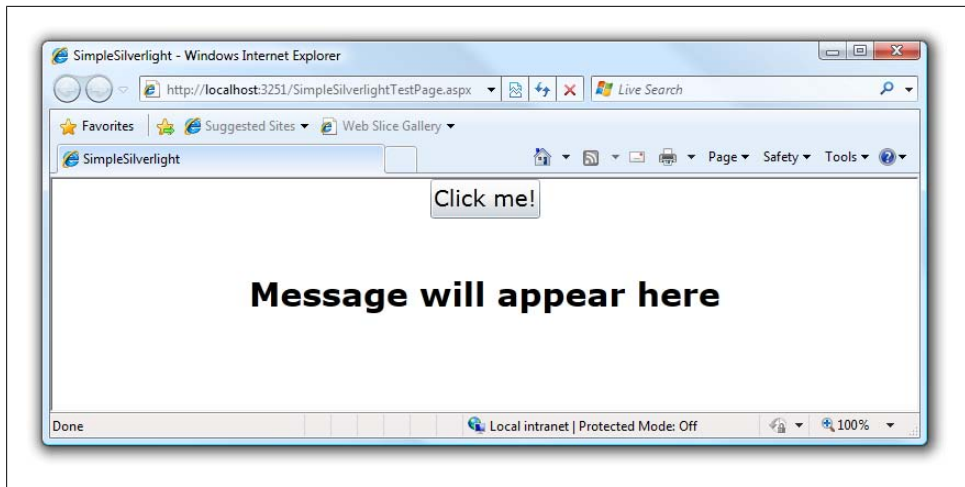 SimpleSilverlight - Windows Internet Explorer
http://localhost:3251/SimpleSilverlightTestPage.aspx
Live Search
Favorites
Suggested Sites
Web Slice Gallery
SimpleSilverlight
Page
Safety
Tools
Click me!
Message will appear here
Done
Local intranet | Protected Mode: Off
100%